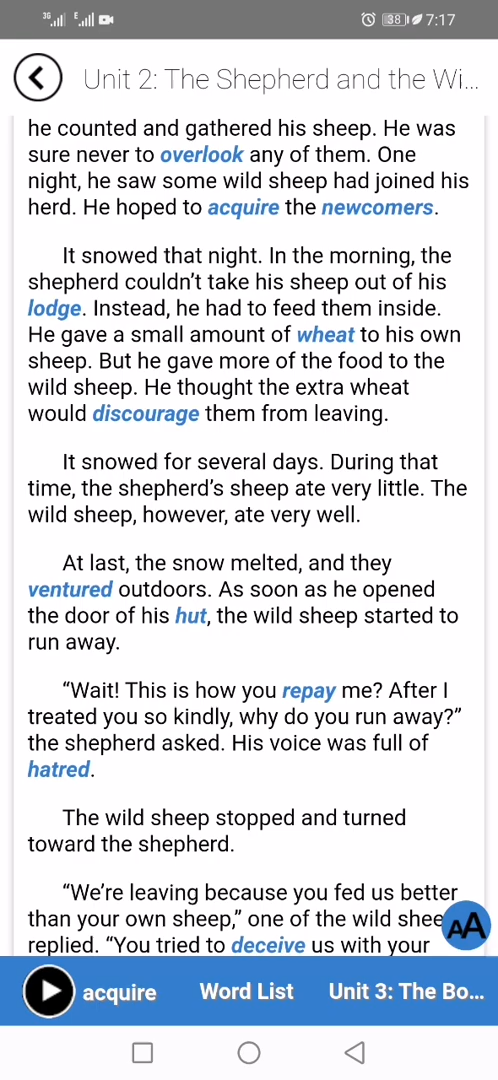 3G E 38 7:17
Unit 2: The Shepherd and the Wi...
he counted and gathered his sheep. He was
sure never to overlook any of them. One
night, he saw some wild sheep had joined his
herd. He hoped to acquire the newcomers.
It snowed that night. In the morning, the
shepherd couldn't take his sheep out of his
lodge. Instead, he had to feed them inside.
He gave a small amount of wheat to his own
sheep. But he gave more of the food to the
wild sheep. He thought the extra wheat
would discourage them from leaving.
It snowed for several days. During that
time, the shepherd's sheep ate very little. The
wild sheep, however, ate very well.
At last, the snow melted, and they
ventured outdoors. As soon as he opened
the door of his hut, the wild sheep started to
run away.
“Wait! This is how you repay me? After I
treated you so kindly, why do you run away?”
the shepherd asked. His voice was full of
hatred.
The wild sheep stopped and turned
toward the shepherd.
“We're leaving because you fed us better
than your own sheep,” one of the wild shee
replied. “You tried to deceive us with your
AA
acquire Word List Unit 3: The Bo...